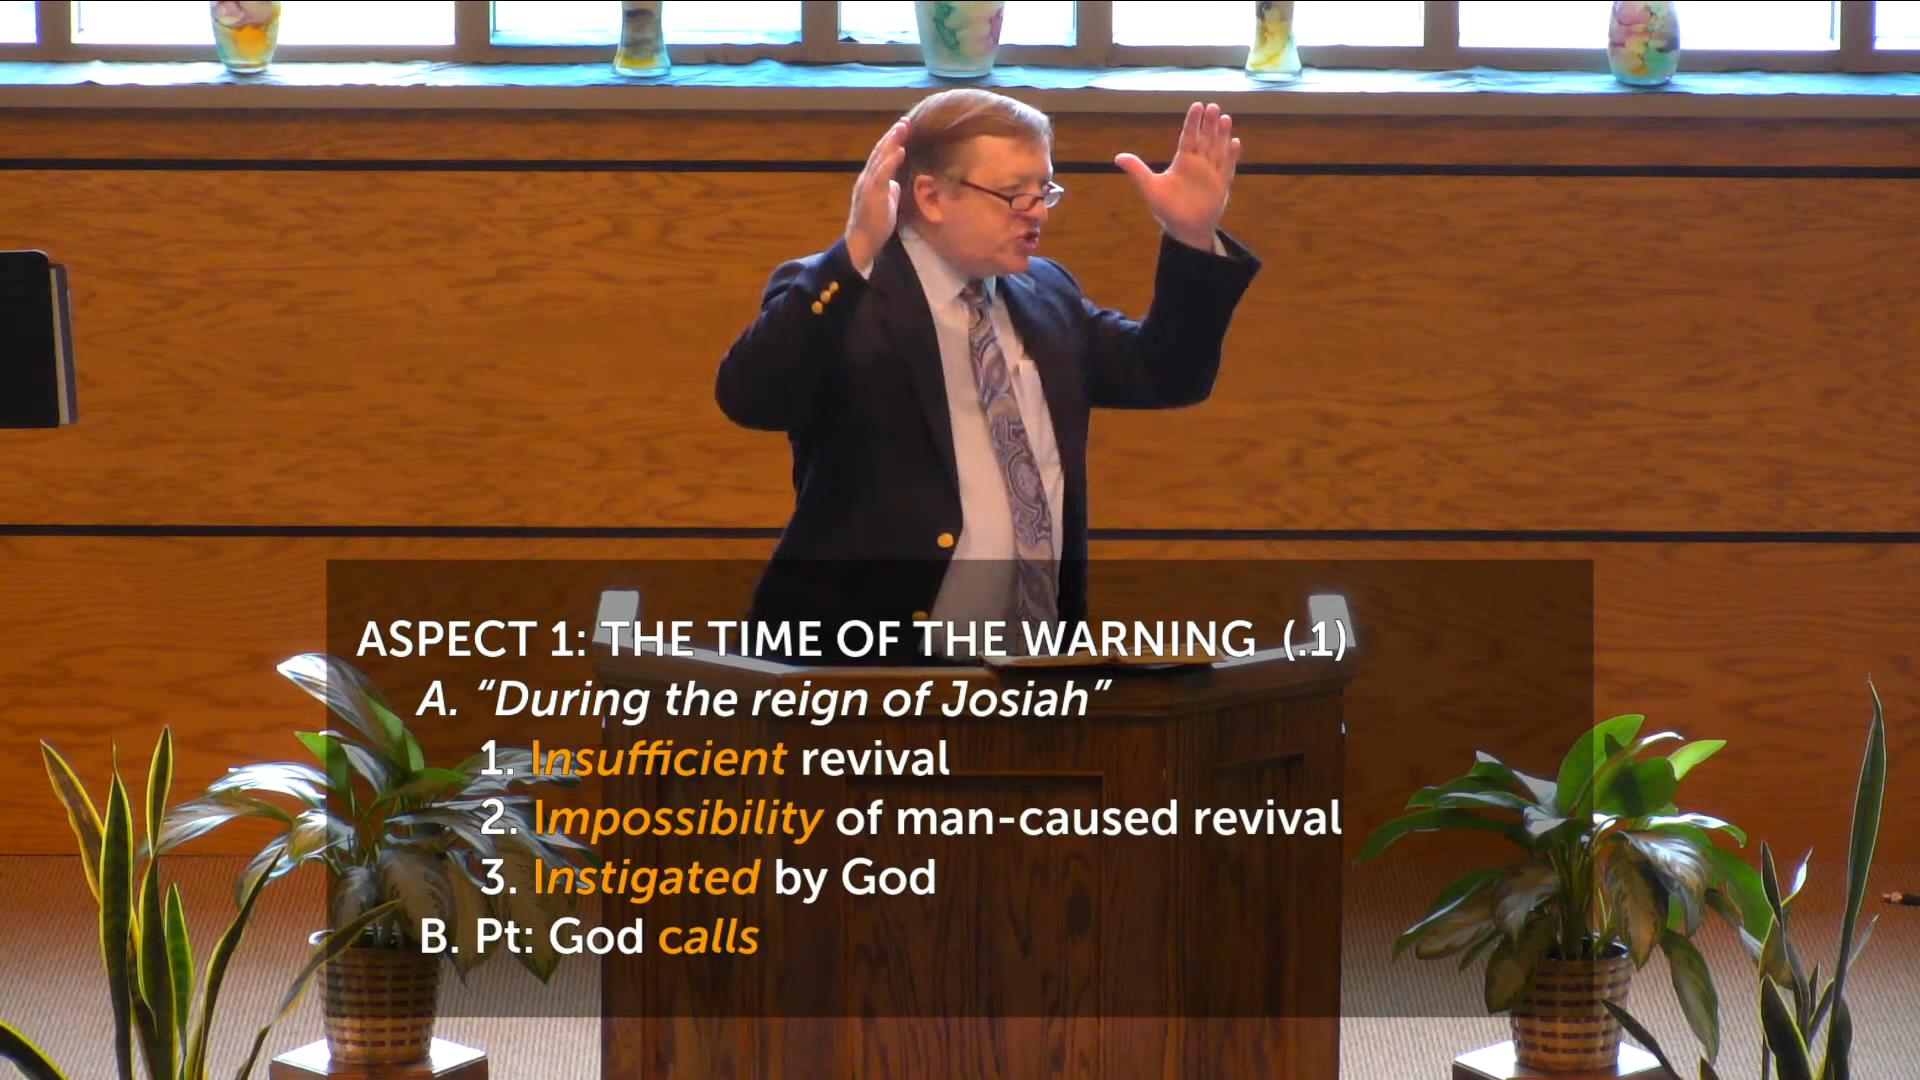 ASPECT 1: THE TIME OF THE WARNING (.1)
A. “During the reign of Josiah”
1. Insufficient revival
2. Impossibility of man-caused revival
3. Instigated by God
B. Pt: God calls